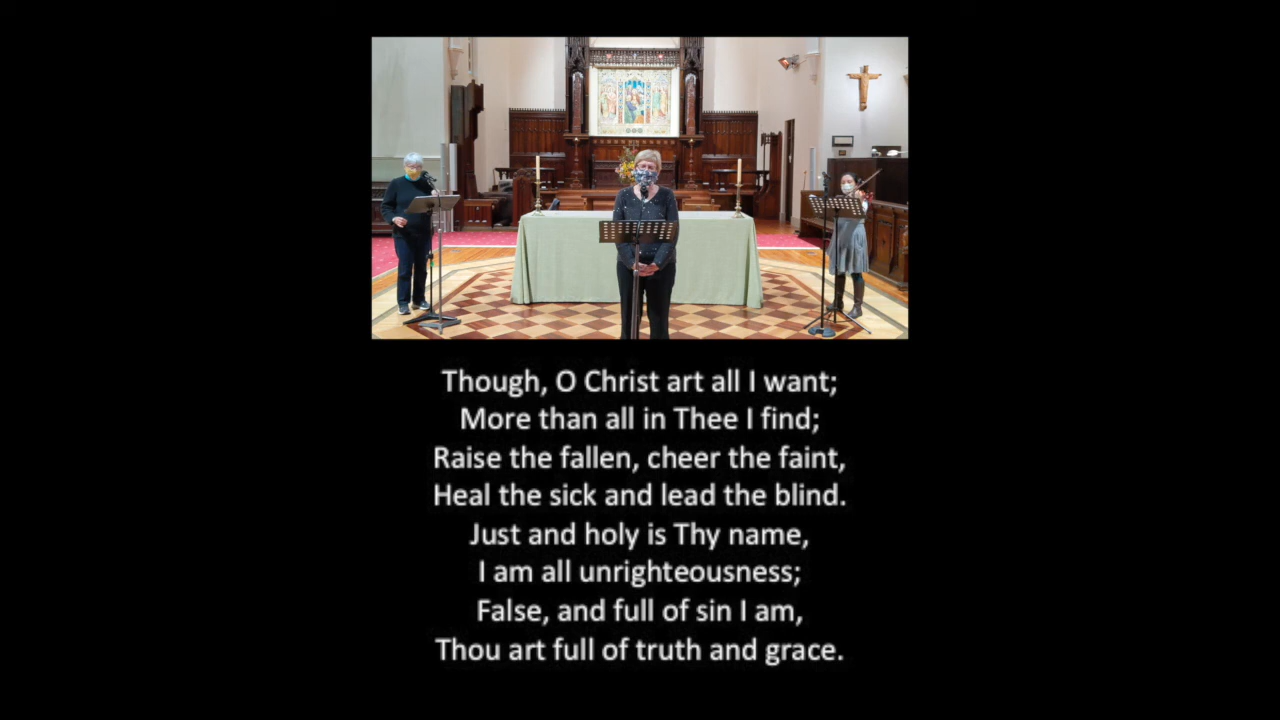 Though, O Christ art all I want;
More than all in Thee I find;
Raise the fallen, cheer the faint,
Heal the sick and lead the blind.
Just and holy is Thy name,
I am all unrighteousness;
False, and full of sin I am,
Thou art full of truth and grace.